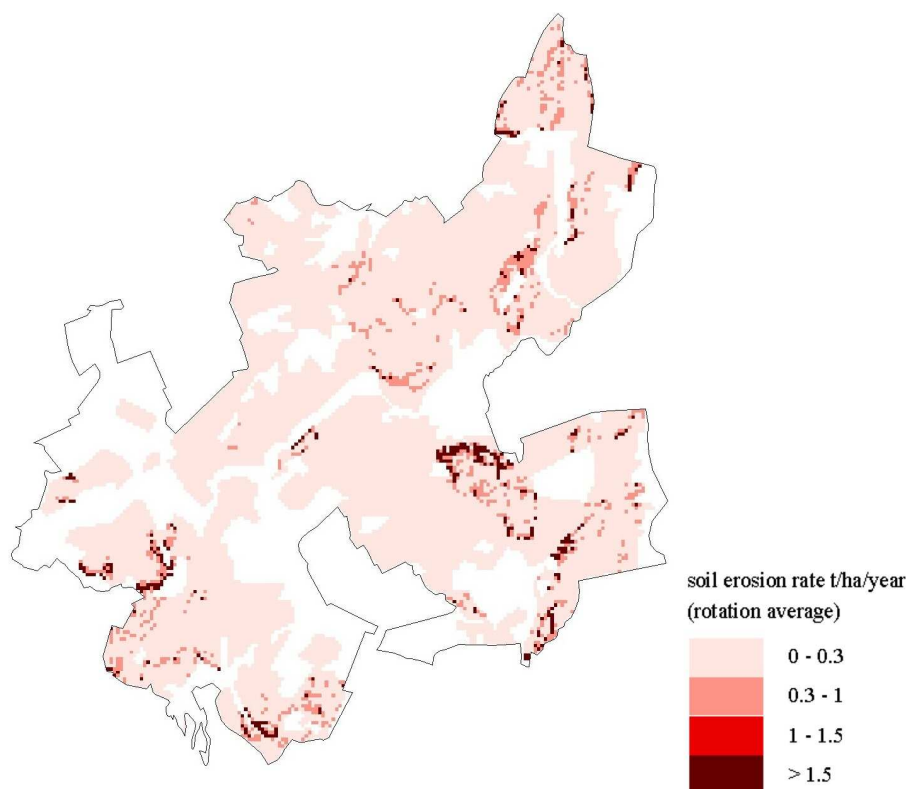 soil erosion rate t/ha/year
(rotation average)
0 - 0.3
0.3 - 1
1 - 1.5
> 1.5